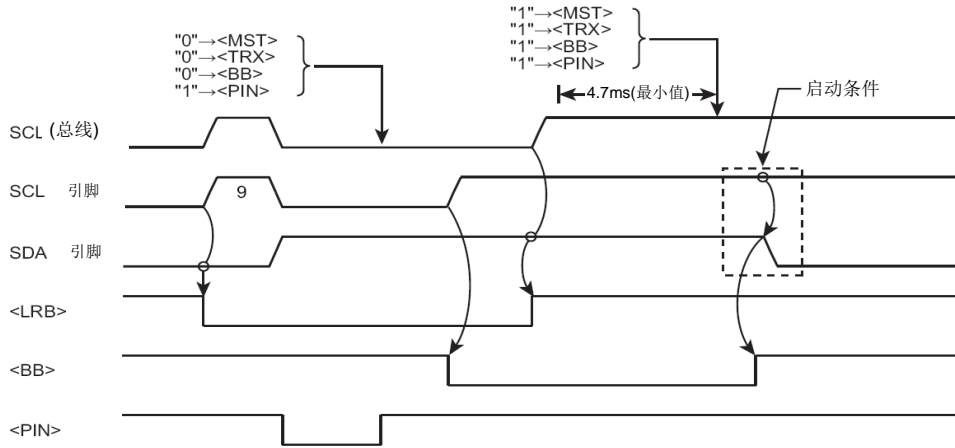 "0"→<MST>
"0"→<TRX>
"0"→<BB>
"1"→<PIN>
"1"→<MST>
"1"→<TRX>
"1"→<BB>
"1"→<PIN>
4.7ms(最小值)
启动条件
SCL (总线)
SCL 引脚
9
SDA 引脚
<LRB>
<BB>
<PIN>